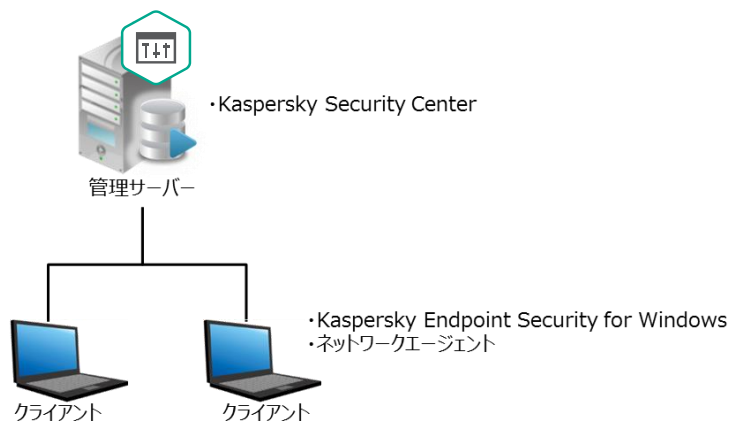 ・Kaspersky Security Center
管理サーバー
・Kaspersky Endpoint Security for Windows
・ネットワークエージェント
クライアント
クライアント